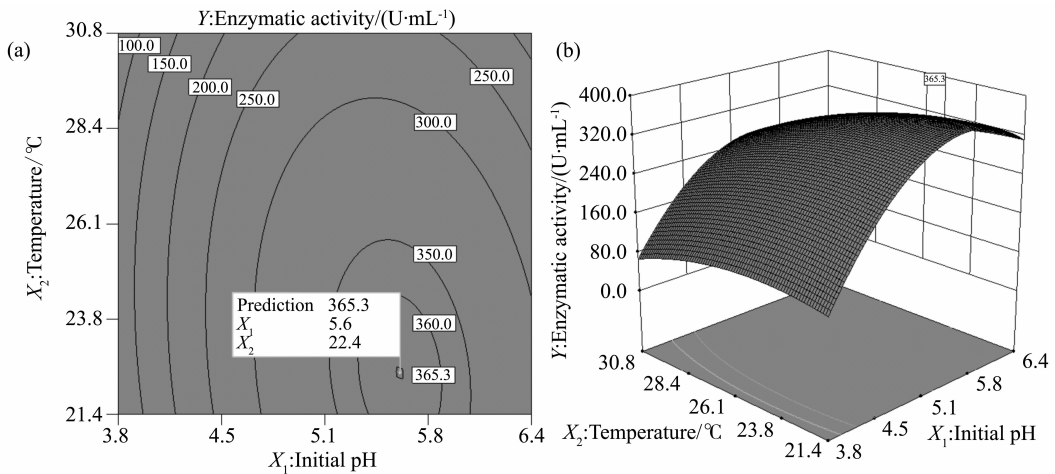 (a)
Y:Enzymatic activity/(U·mL⁻¹)
30.8
28.4
26.1
23.8
21.4
X₂:Temperature/℃
100.0
150.0
200.0
250.0
250.0
300.0
350.0
360.0
365.3
Prediction 365.3
X₁ 5.6
X₂ 22.4
3.8 4.5 5.1 5.8 6.4
X₁:Initial pH
(b)
365.3
Y:Enzymatic activity/(U·mL⁻¹)
400.0
320.0
240.0
160.0
80.0
0.0
30.8
28.4
26.1
23.8
21.4
X₂:Temperature/℃
6.4
5.8
5.1
4.5
3.8
X₁:Initial pH